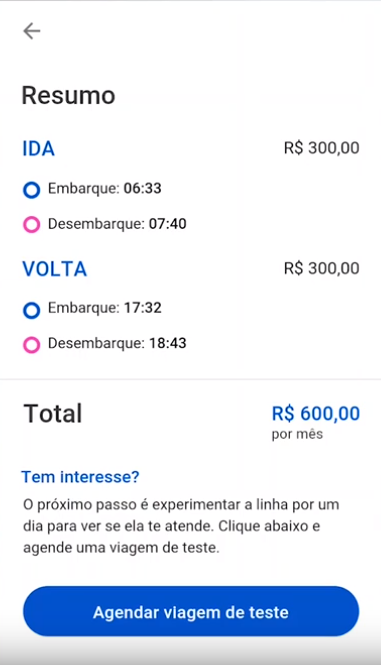 Resumo
IDA R$ 300,00
Embarque: 06:33
Desembarque: 07:40
VOLTA R$ 300,00
Embarque: 17:32
Desembarque: 18:43
Total R$ 600,00
por mês
Tem interesse?
O próximo passo é experimentar a linha por um
dia para ver se ela te atende. Clique abaixo e
agende uma viagem de teste.
Agendar viagem de teste